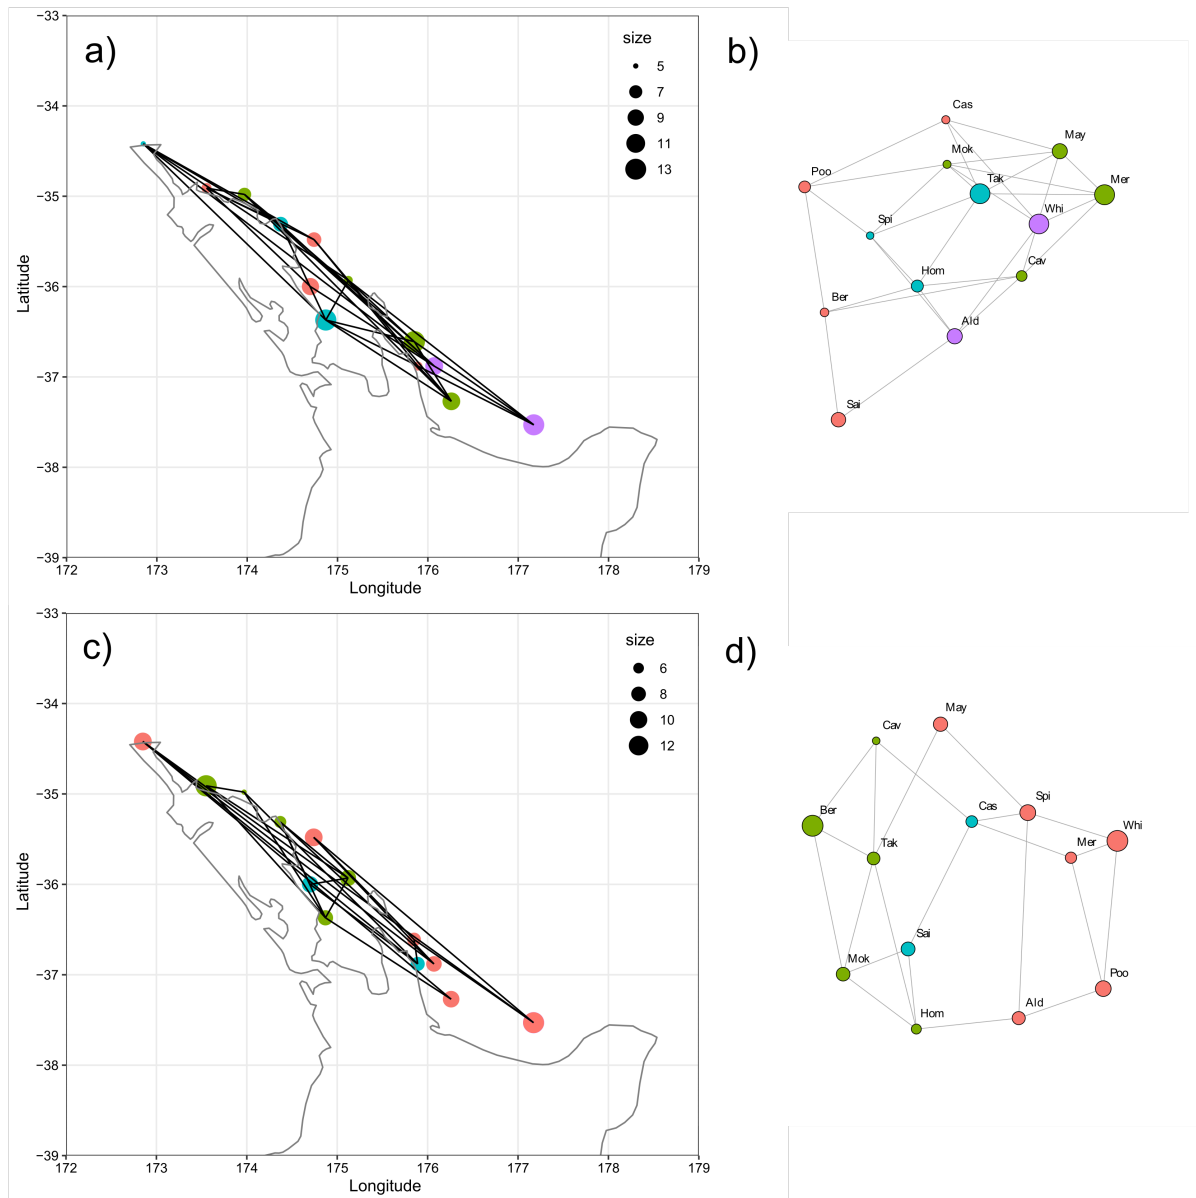 a)
−33
−34
−35
−36
−37
−38
−39
Latitude
172 173 174 175 176 177 178 179
Longitude
size
5
7
9
11
13
b)
Cas
May
Mok
Poo
Tak
Mer
Whi
Spi
Cav
Hom
Ber
Ald
Sai
c)
−33
−34
−35
−36
−37
−38
−39
Latitude
172 173 174 175 176 177 178 179
Longitude
size
6
8
10
12
d)
May
Cav
Spi
Cas
Ber
Whi
Tak
Mer
Sai
Mok
Poo
Ald
Hom